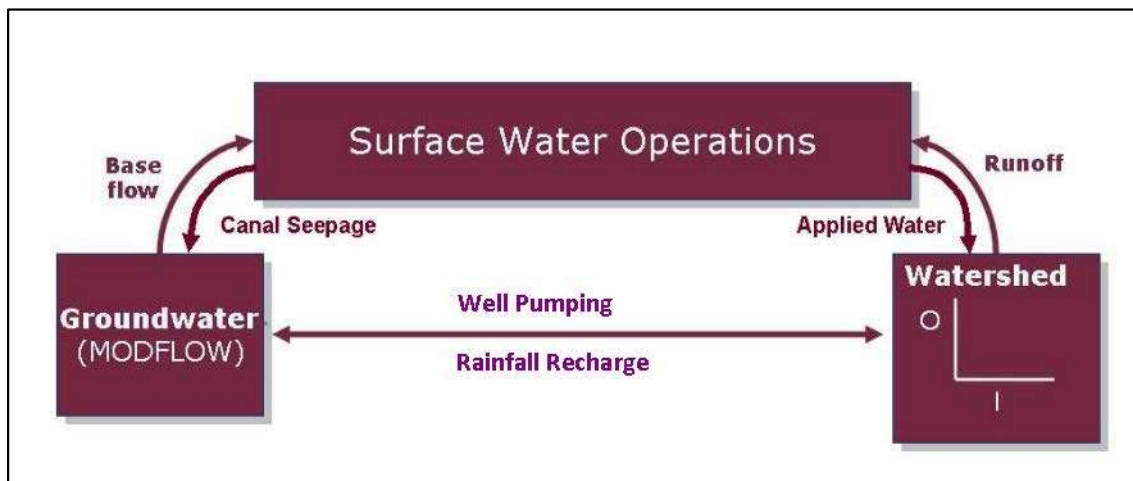 Surface Water Operations
Base
flow
Runoff
Canal Seepage
Applied Water
Groundwater
(MODFLOW)
Well Pumping
Rainfall Recharge
Watershed
O
I